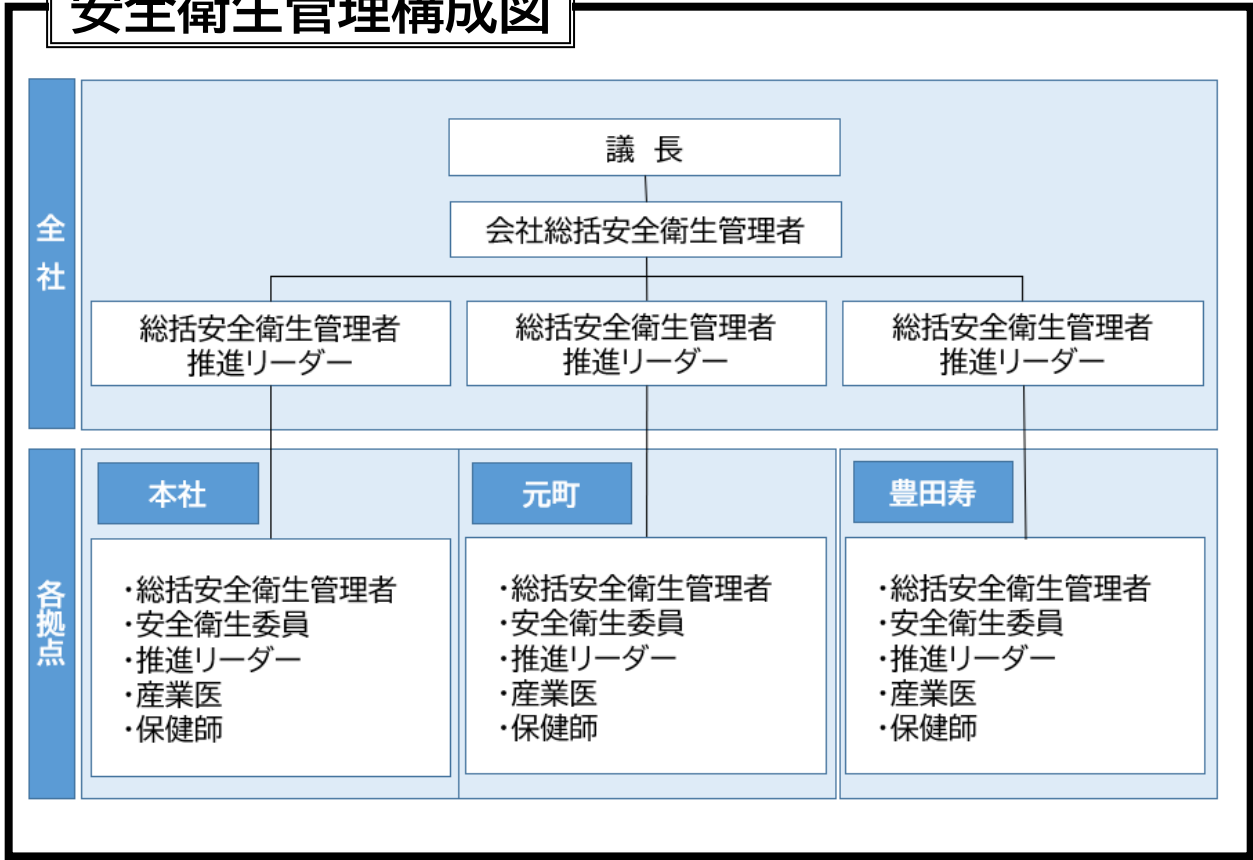 安全衛生管理構成図
全社
議 長
会社総括安全衛生管理者
総括安全衛生管理者
推進リーダー
総括安全衛生管理者
推進リーダー
総括安全衛生管理者
推進リーダー
各拠点
本社
・総括安全衛生管理者
・安全衛生委員
・推進リーダー
・産業医
・保健師
元町
・総括安全衛生管理者
・安全衛生委員
・推進リーダー
・産業医
・保健師
豊田寿
・総括安全衛生管理者
・安全衛生委員
・推進リーダー
・産業医
・保健師